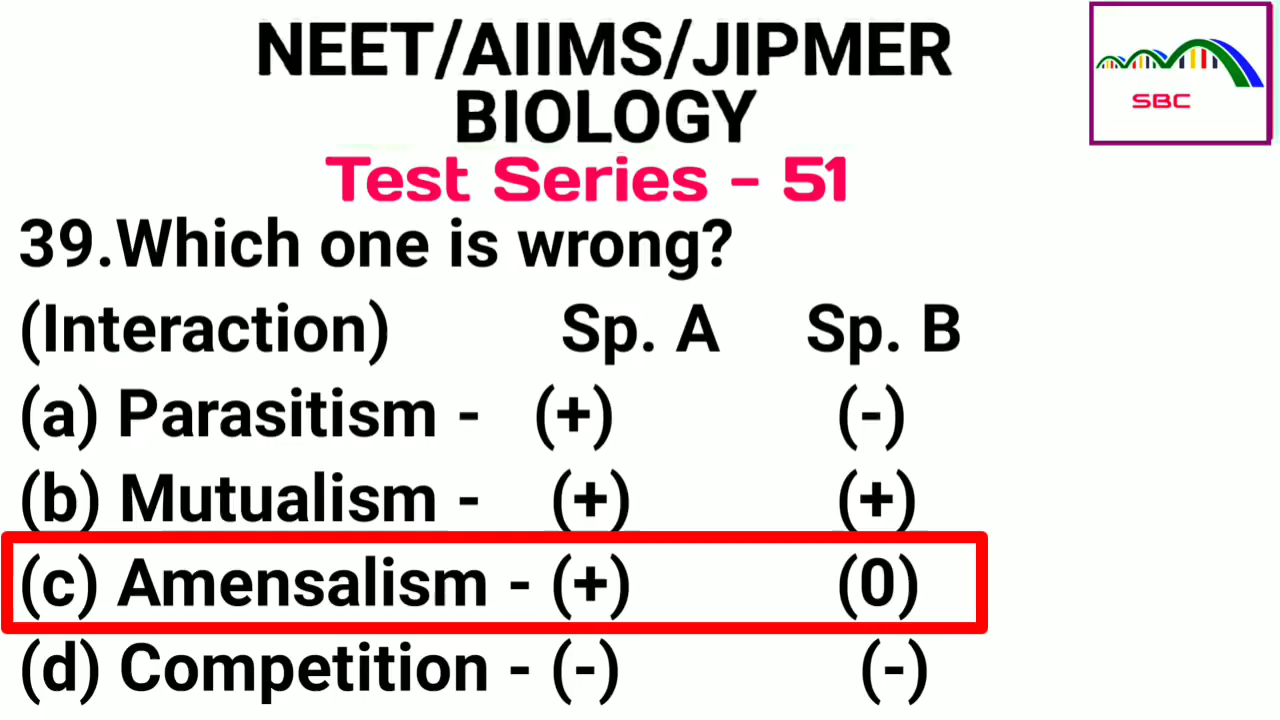 NEET/AIIMS/JIPMER
BIOLOGY
Test Series - 51
SBC
39.Which one is wrong?
(Interaction) Sp. A Sp. B
(a) Parasitism - (+) (-)
(b) Mutualism - (+) (+)
(c) Amensalism - (+) (0)
(d) Competition - (-) (-)